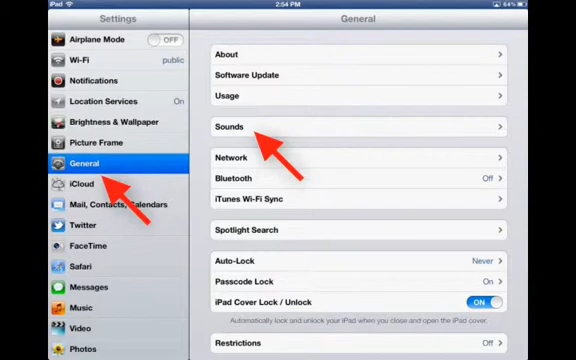 iPad 2:54 PM 64%
Settings
General
Airplane Mode OFF
Wi-Fi public
Notifications
Location Services On
Brightness & Wallpaper
Picture Frame
General
iCloud
Mail, Contacts, Calendars
Twitter
FaceTime
Safari
Messages
Music
Video
Photos
About
Software Update
Usage
Sounds
Network
Bluetooth Off
iTunes Wi-Fi Sync
Spotlight Search
Auto-Lock Never
Passcode Lock On
iPad Cover Lock / Unlock ON
Automatically lock and unlock your iPad when you close and open the iPad cover.
Restrictions Off